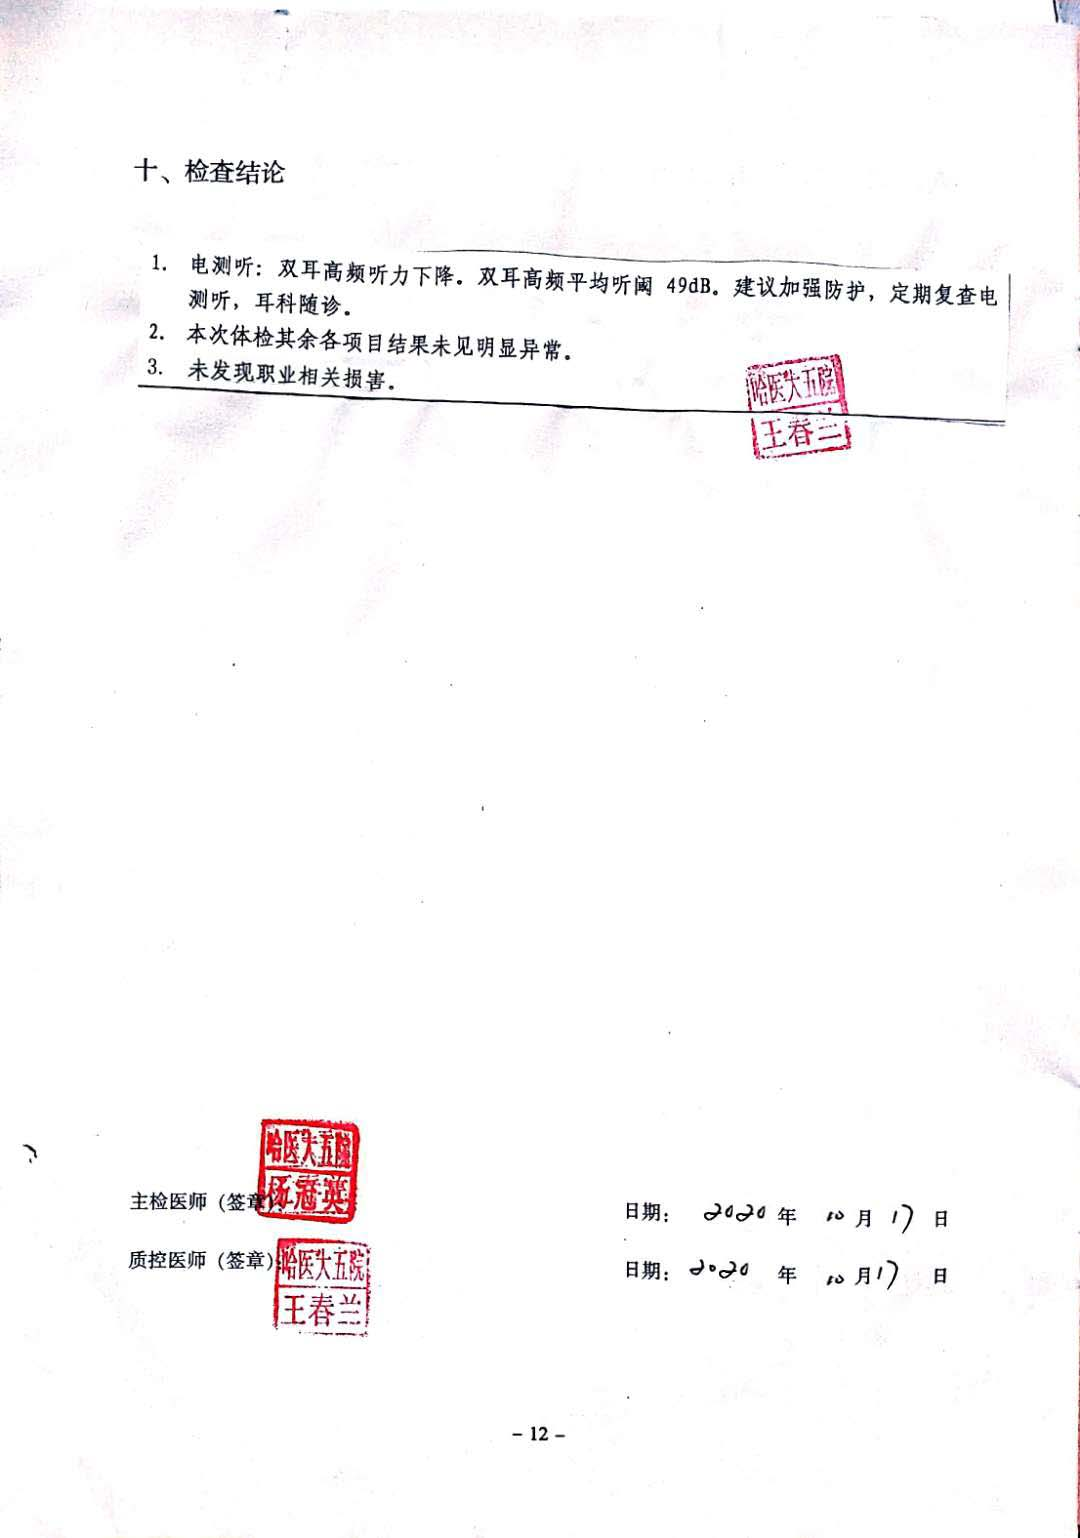 十、检查结论
1. 电测听：双耳高频听力下降。双耳高频平均听阈 49dB。建议加强防护，定期复查电
测听，耳科随诊。
2. 本次体检其余各项目结果未见明显异常。
3. 未发现职业相关损害。
哈医大五院
王春兰
哈医大五院
杨冠英
主检医师（签章）：
日期： 2020 年 10 月 17 日
质控医师（签章）
哈医大五院
王春兰
日期： 2020 年 10 月 17 日
- 12 -